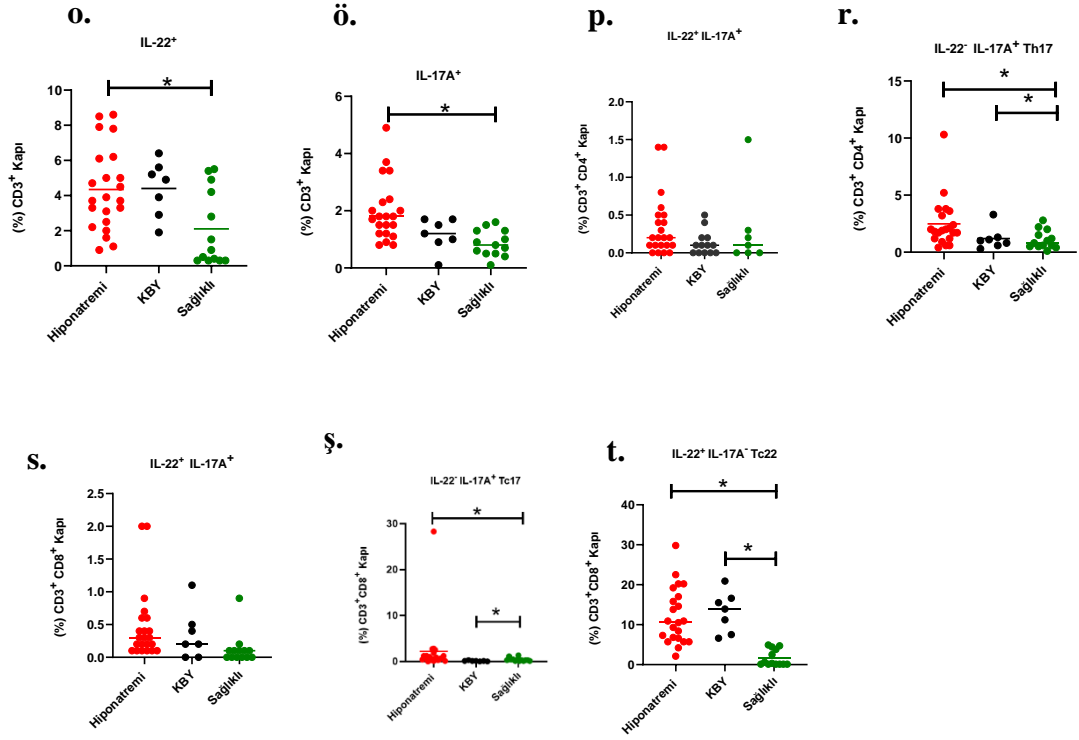 o.
IL-22⁺
(%) CD3⁺ Kapı
10
8
6
4
2
0
*
Hiponatremi
KBY
Sağlıklı
ö.
IL-17A⁺
(%) CD3⁺ Kapı
6
4
2
0
*
Hiponatremi
KBY
Sağlıklı
p.
IL-22⁺ IL-17A⁺
(%) CD3⁺ CD4⁺ Kapı
2.0
1.5
1.0
0.5
0.0
Hiponatremi
KBY
Sağlıklı
r.
IL-22⁻ IL-17A⁺ Th17
(%) CD3⁺ CD4⁺ Kapı
15
10
5
0
*
*
Hiponatremi
KBY
Sağlıklı
s.
IL-22⁺ IL-17A⁺
(%) CD3⁺ CD8⁺ Kapı
2.5
2.0
1.5
1.0
0.5
0.0
Hiponatremi
KBY
Sağlıklı
ş.
IL-22⁻ IL-17A⁺ Tc17
(%) CD3⁺CD8⁺ Kapı
30
20
10
0
*
*
Hiponatremi
KBY
Sağlıklı
t.
IL-22⁺ IL-17A⁻ Tc22
(%) CD3⁺CD8⁺ Kapı
40
30
20
10
0
*
*
Hiponatremi
KBY
Sağlıklı